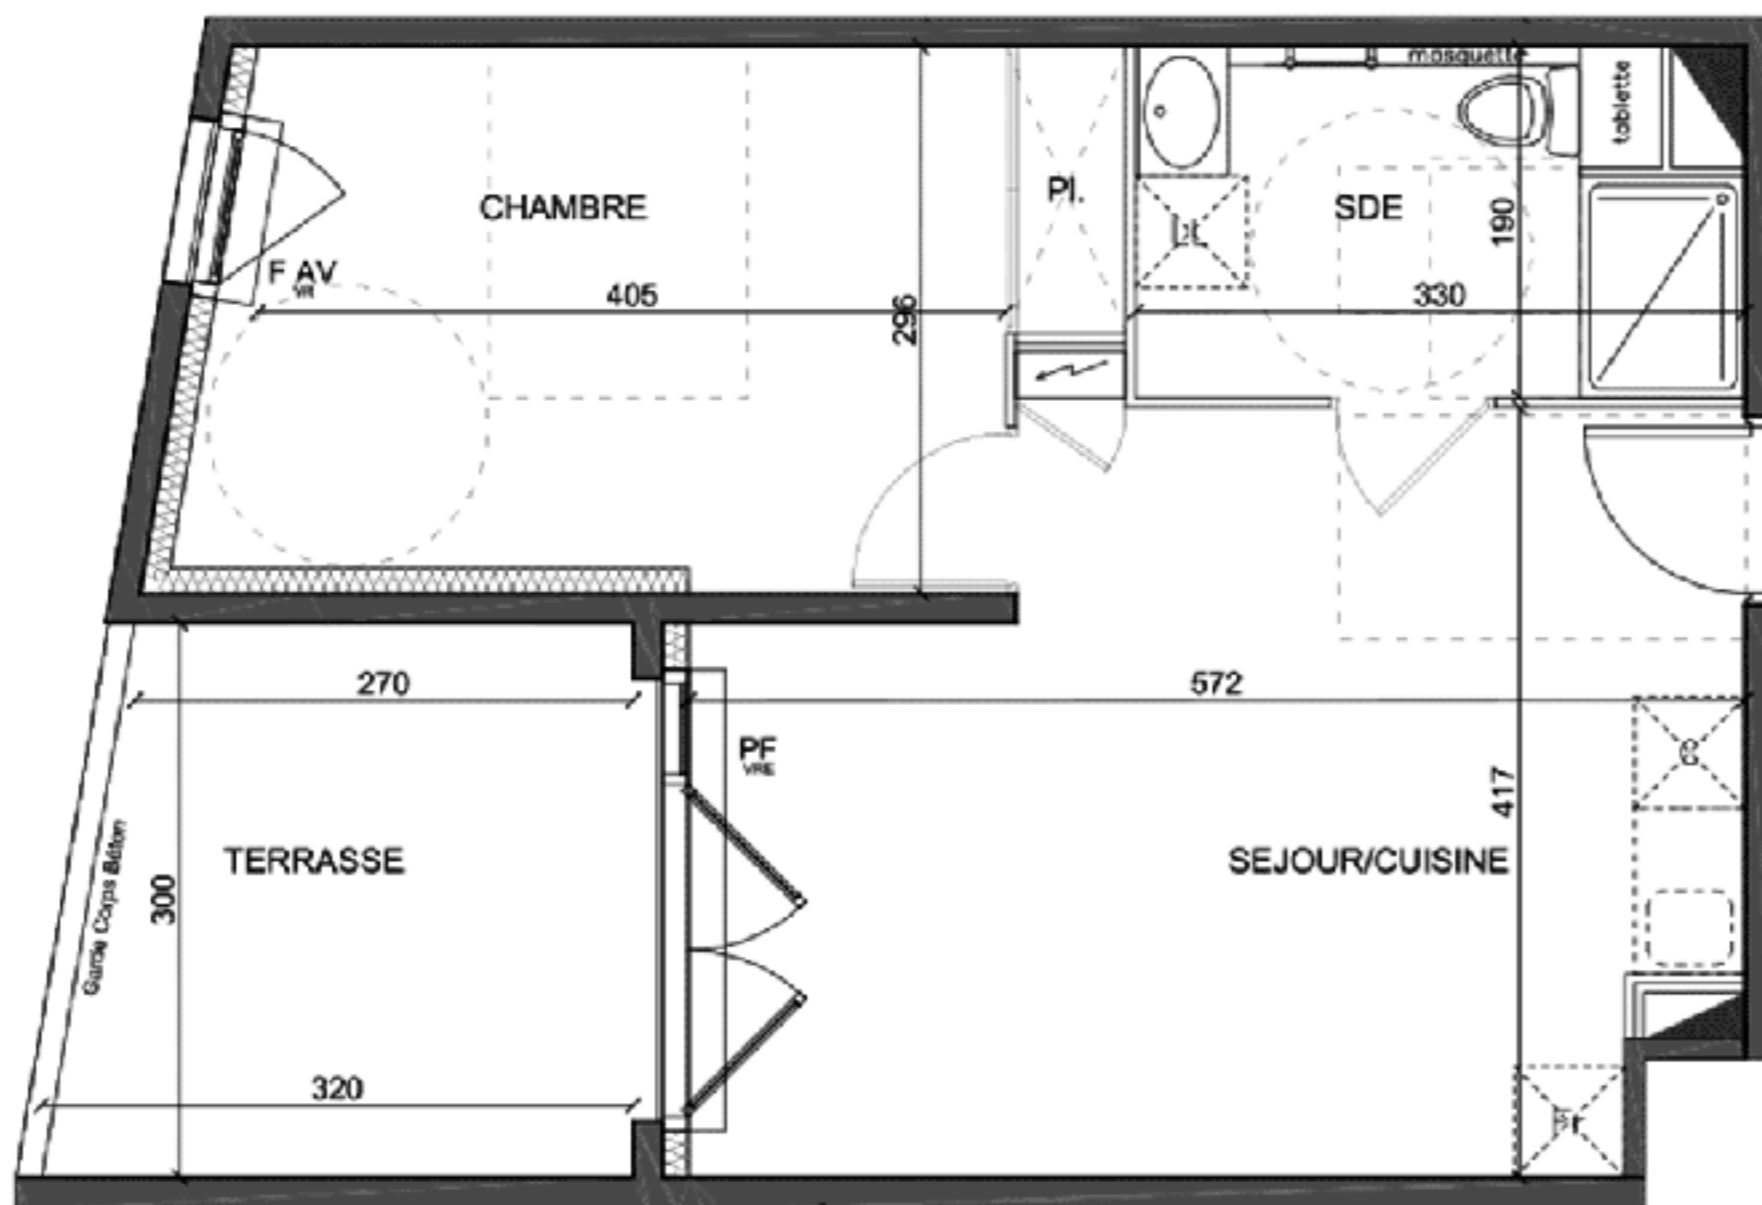 mosquette
tablette
CHAMBRE
Pl.
SDE
190
LL
F AV
VR
405
330
296
270
572
PF
VRE
417
TERRASSE
SEJOUR/CUISINE
Garde Corps Béton
300
320